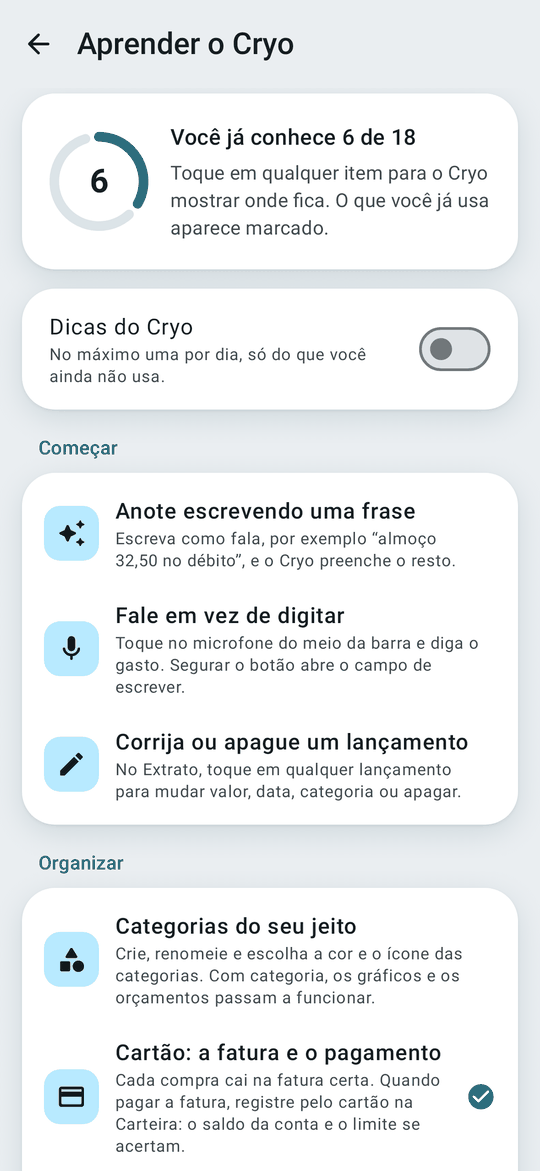 Aprender o Cryo
6
Você já conhece 6 de 18
Toque em qualquer item para o Cryo
mostrar onde fica. O que você já usa
aparece marcado.
Dicas do Cryo
No máximo uma por dia, só do que você
ainda não usa.
Começar
Anote escrevendo uma frase
Escreva como fala, por exemplo “almoço
32,50 no débito”, e o Cryo preenche o resto.
Fale em vez de digitar
Toque no microfone do meio da barra e diga o
gasto. Segurar o botão abre o campo de
escrever.
Corrija ou apague um lançamento
No Extrato, toque em qualquer lançamento
para mudar valor, data, categoria ou apagar.
Organizar
Categorias do seu jeito
Crie, renomeie e escolha a cor e o ícone das
categorias. Com categoria, os gráficos e os
orçamentos passam a funcionar.
Cartão: a fatura e o pagamento
Cada compra cai na fatura certa. Quando
pagar a fatura, registre pelo cartão na
Carteira: o saldo da conta e o limite se
acertam.